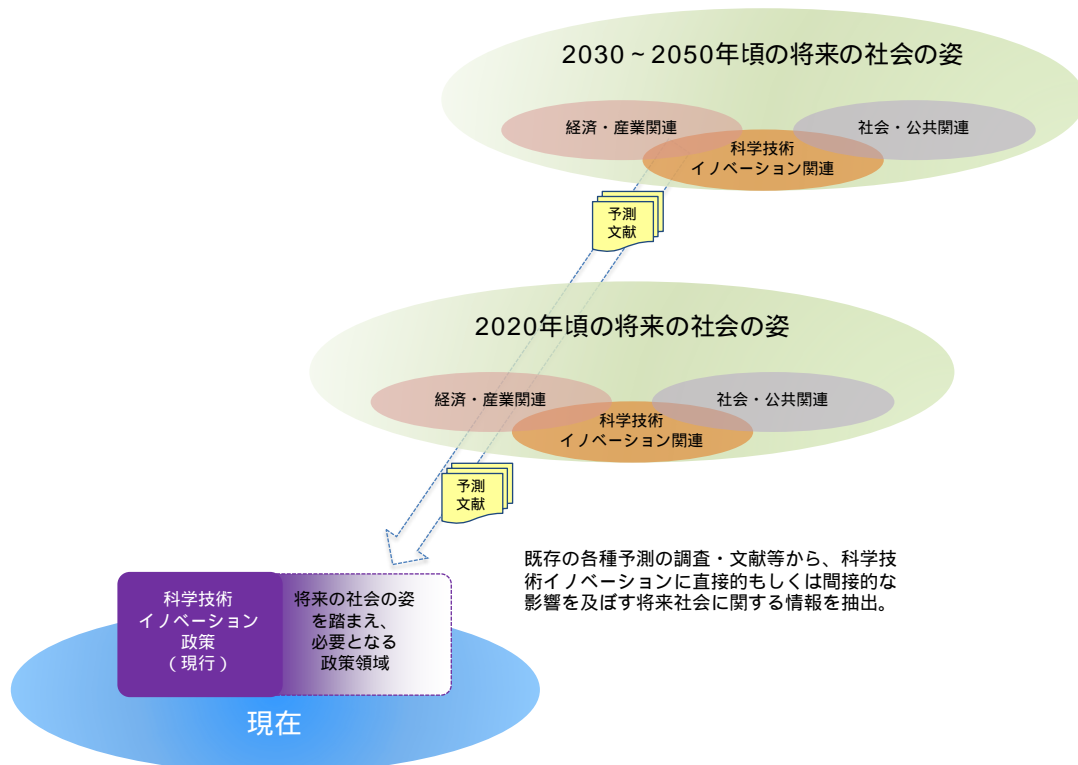 2030～2050年頃の将来の社会の姿
経済・産業関連
社会・公共関連
科学技術
イノベーション関連
予測
文献
2020年頃の将来の社会の姿
経済・産業関連
社会・公共関連
科学技術
イノベーション関連
予測
文献
既存の各種予測の調査・文献等から、科学技
術イノベーションに直接的もしくは間接的な
影響を及ぼす将来社会に関する情報を抽出。
科学技術
イノベーション
政策
（現行）
将来の社会の姿
を踏まえ、
必要となる
政策領域
現在